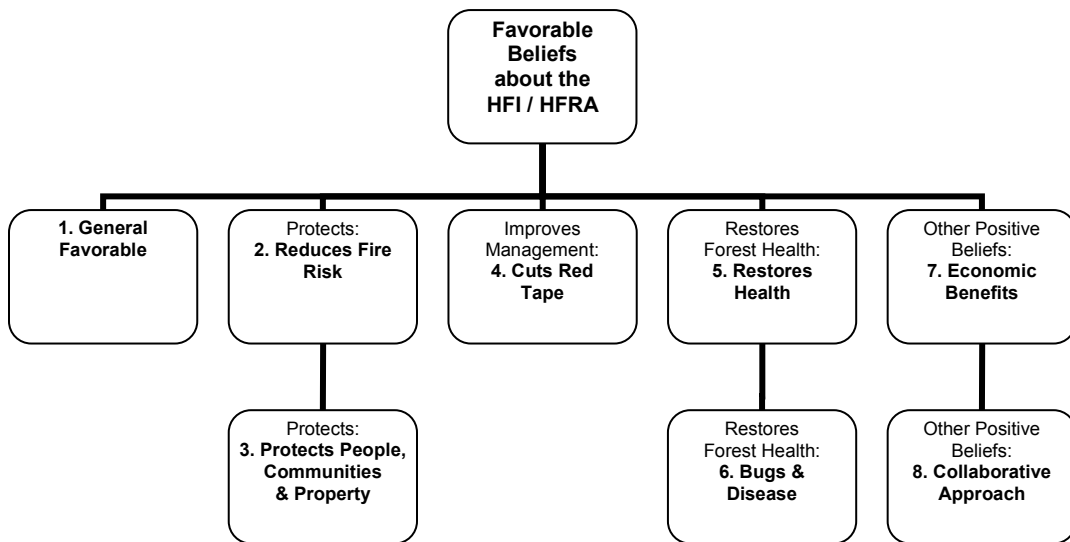 Favorable
Beliefs
about the
HFI / HFRA
1. General
Favorable
Protects:
2. Reduces Fire
Risk
Improves
Management:
4. Cuts Red
Tape
Restores
Forest Health:
5. Restores
Health
Other Positive
Beliefs:
7. Economic
Benefits
Protects:
3. Protects People,
Communities
& Property
Restores
Forest Health:
6. Bugs &
Disease
Other Positive
Beliefs:
8. Collaborative
Approach